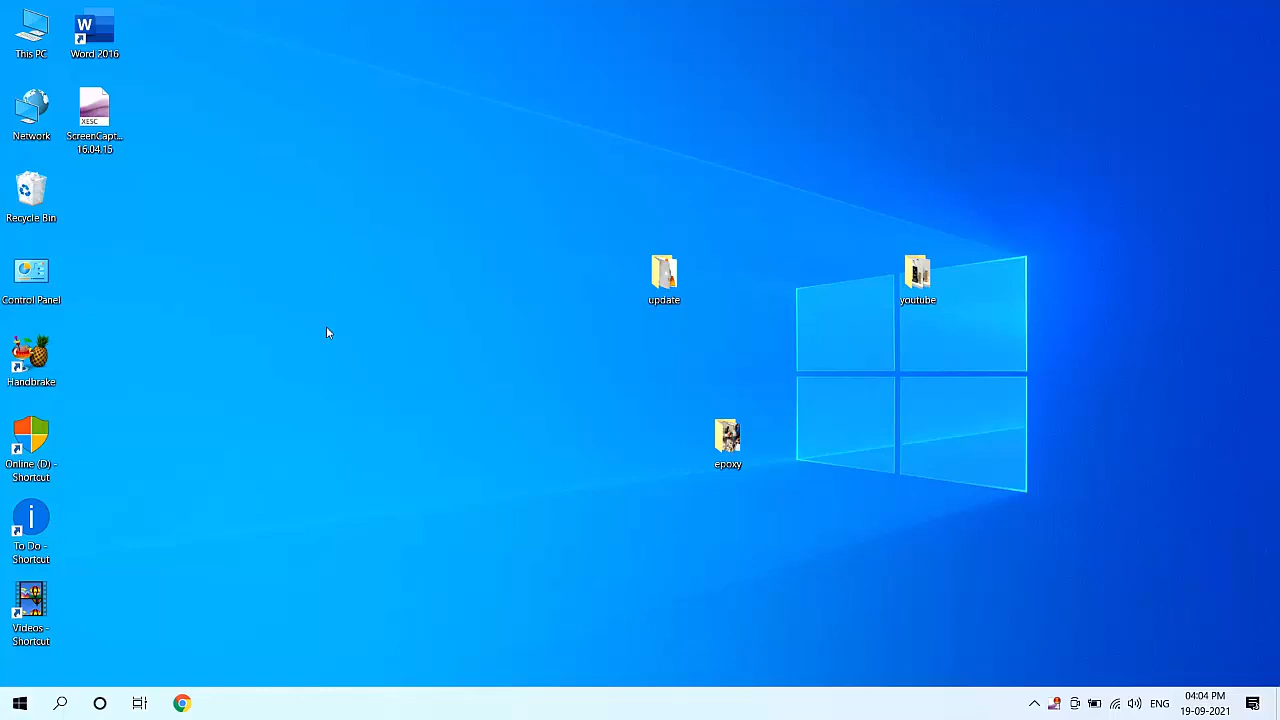 This PC
W
Word 2016
Network
XESC
ScreenCapt...
16.04.15
Recycle Bin
Control Panel
Handbrake
Online (D) -
Shortcut
To Do -
Shortcut
Videos -
Shortcut
update
youtube
epoxy
ENG
04:04 PM
19-09-2021